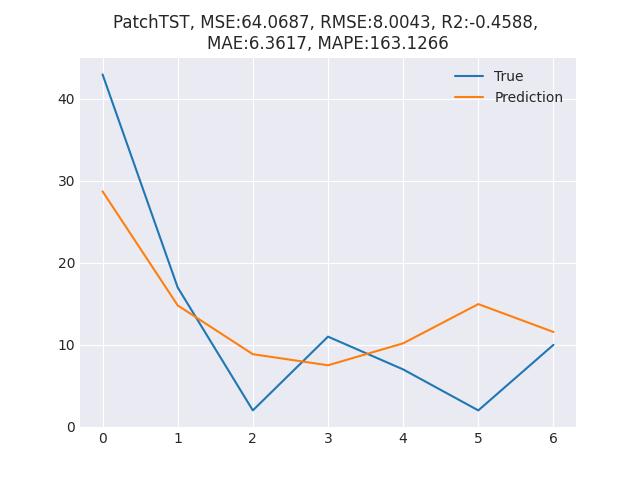 PatchTST, MSE:64.0687, RMSE:8.0043, R2:-0.4588,
MAE:6.3617, MAPE:163.1266
True
Prediction
40
30
20
10
0
0 1 2 3 4 5 6